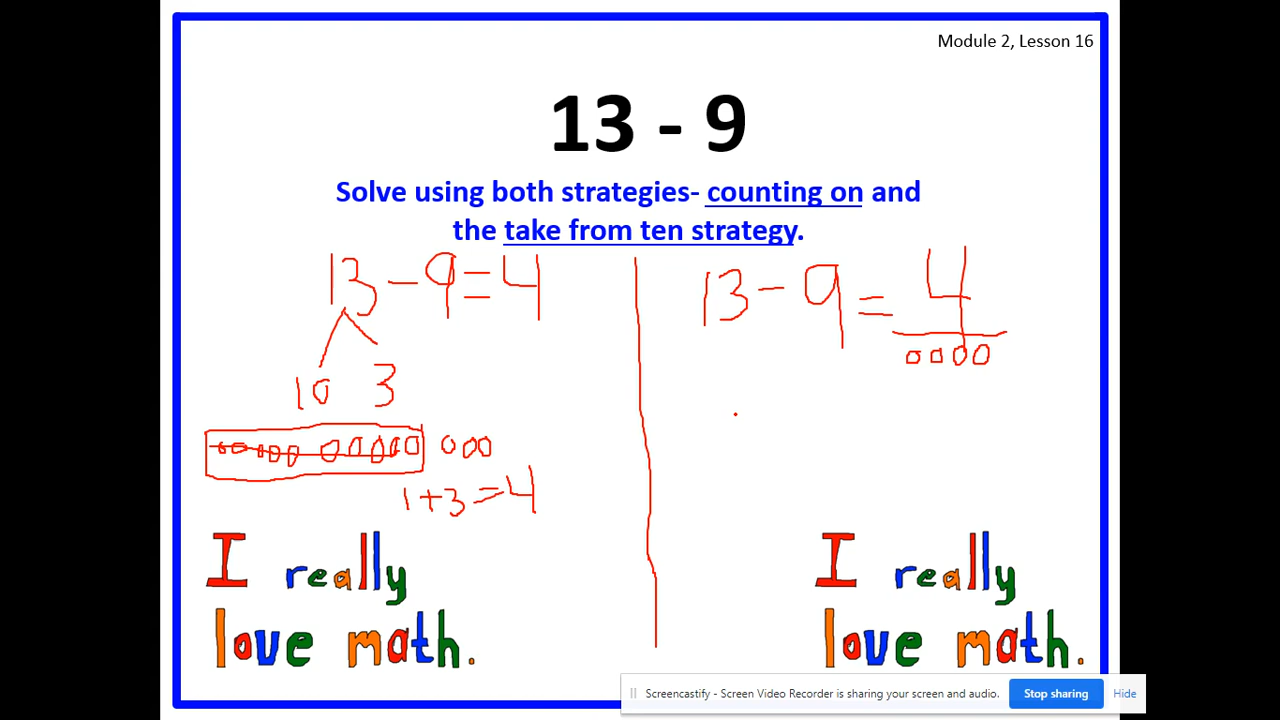 Module 2, Lesson 16
13 - 9
Solve using both strategies- counting on and
the take from ten strategy.
13 - 9 = 4
10 3
1 + 3 = 4
13 - 9 = 4
I really
love math.
I really
love math.
Screencastify - Screen Video Recorder is sharing your screen and audio. Stop sharing Hide